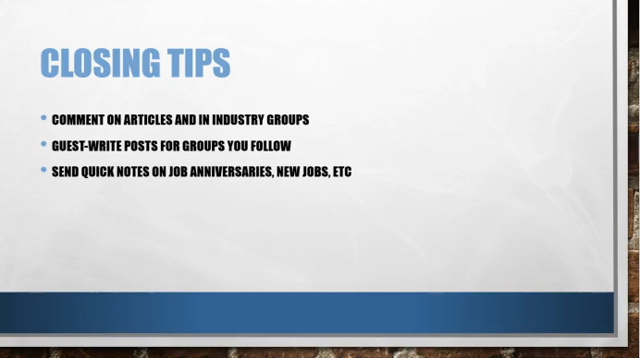 CLOSING TIPS
• COMMENT ON ARTICLES AND IN INDUSTRY GROUPS
• GUEST-WRITE POSTS FOR GROUPS YOU FOLLOW
• SEND QUICK NOTES ON JOB ANNIVERSARIES, NEW JOBS, ETC